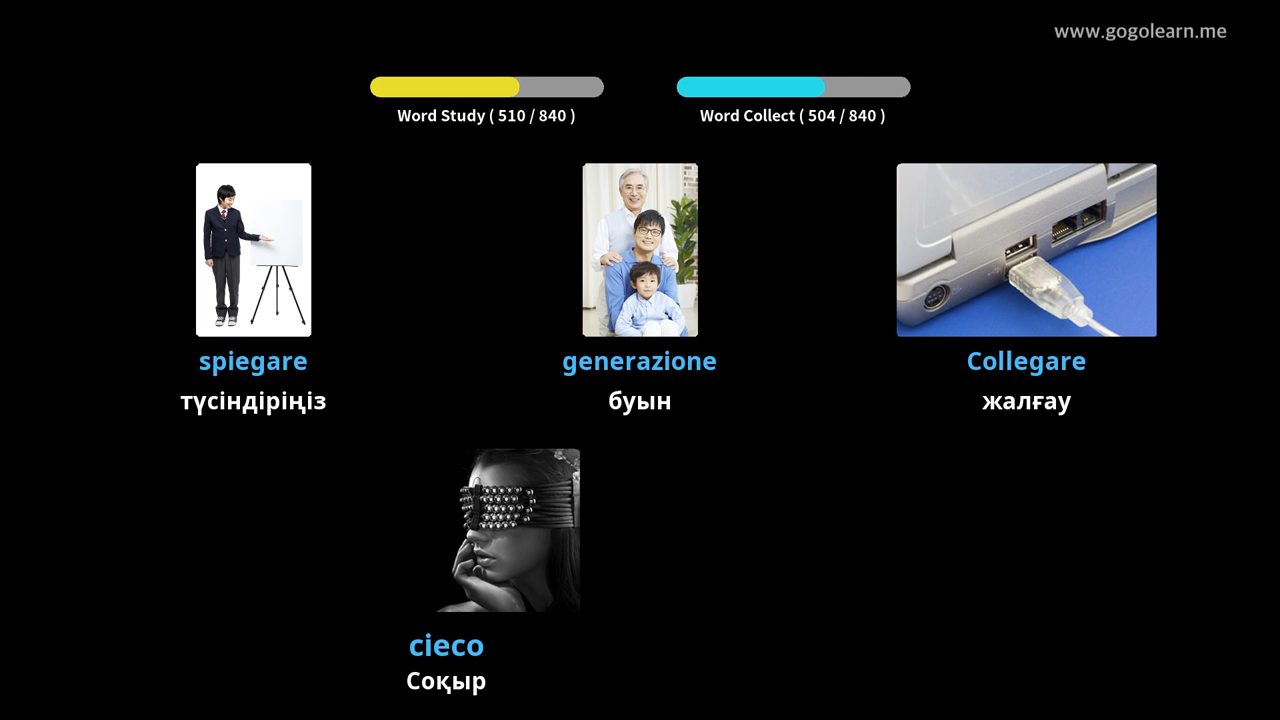 www.gogolearn.me
Word Study ( 510 / 840 )
Word Collect ( 504 / 840 )
spiegare
түсіндіріңіз
generazione
буын
Collegare
жалғау
cieco
Соқыр